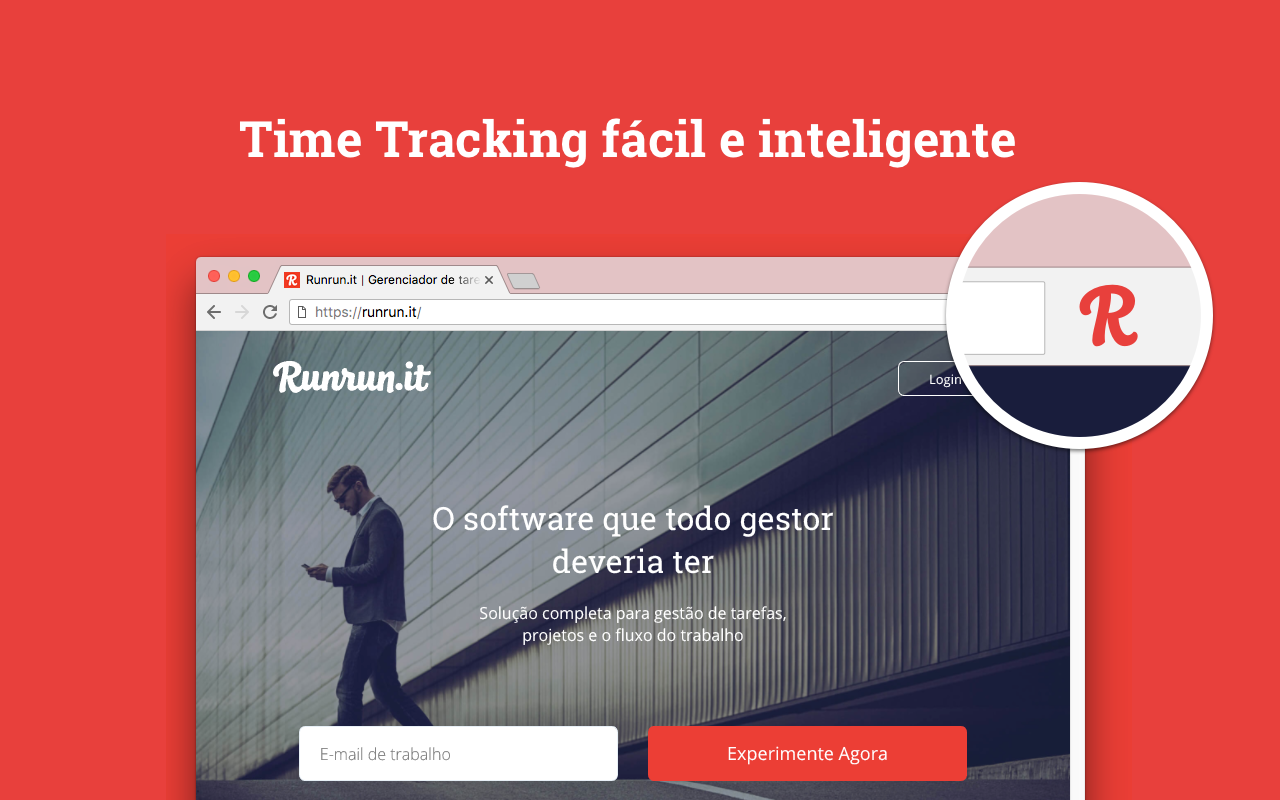 Time Tracking fácil e inteligente
Runrun.it | Gerenciador de tare
https://runrun.it/
R
Runrun.it
Login
O software que todo gestor
deveria ter
Solução completa para gestão de tarefas,
projetos e o fluxo do trabalho
E-mail de trabalho
Experimente Agora